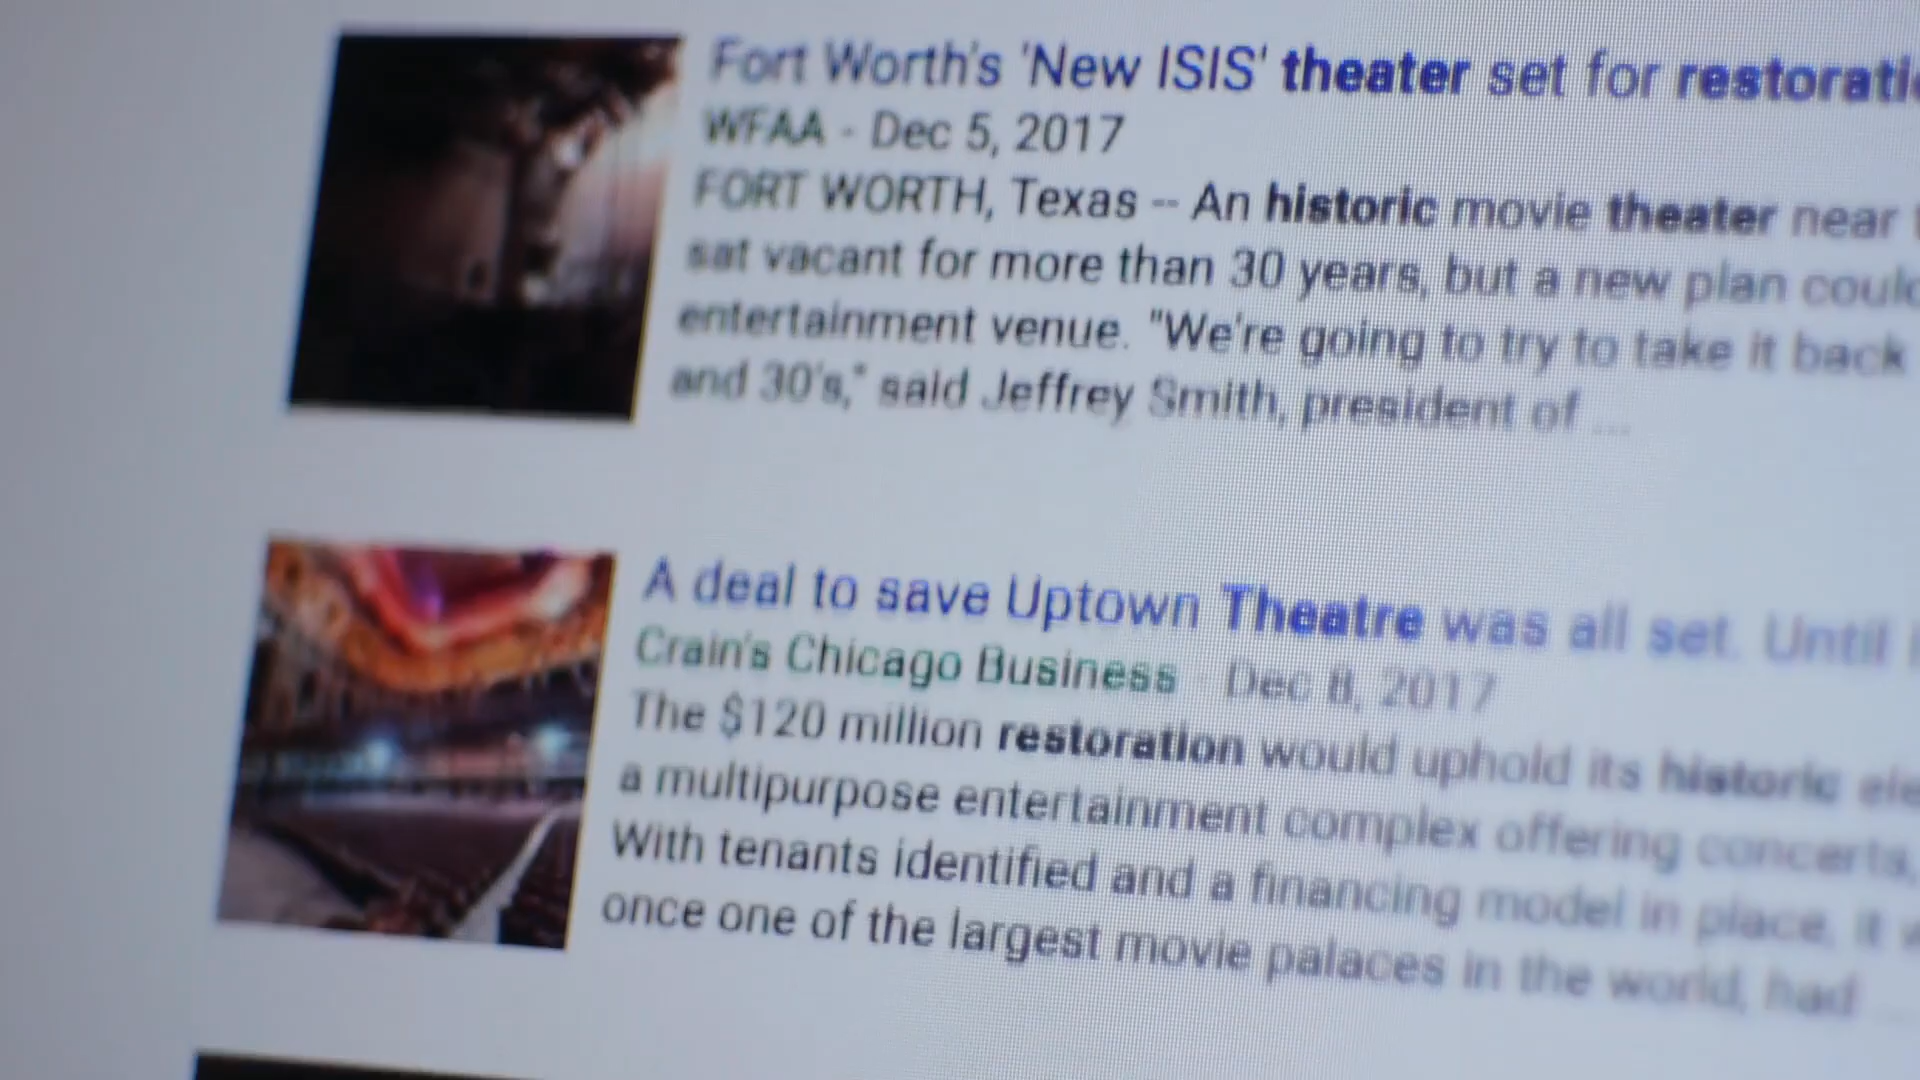 Fort Worth's 'New ISIS' theater set for
WFAA - Dec 5, 2017
FORT WORTH, Texas -- An historic movie theater near
sat vacant for more than 30 years, but a new plan
entertainment venue. "We're going to try to take it back
and 30's," said Jeffrey Smith, president of ...
A deal to save Uptown Theatre was all set. Until
Crain's Chicago Business Dec 8, 2017
The $120 million restoration would uphold its historic
a multipurpose entertainment complex offering concerts,
With tenants identified and a financing model in place, it
once one of the largest movie palaces in the world, had